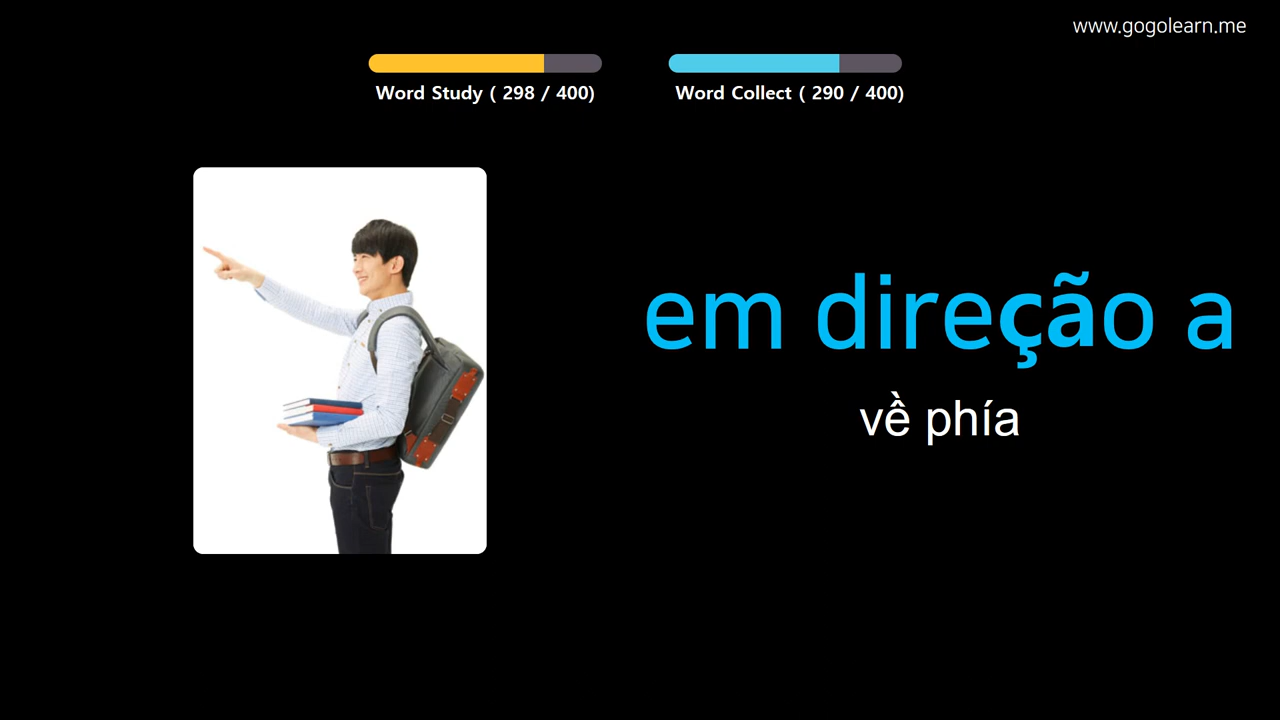 www.gogolearn.me
Word Study ( 298 / 400)
Word Collect ( 290 / 400)
em direção a
về phía